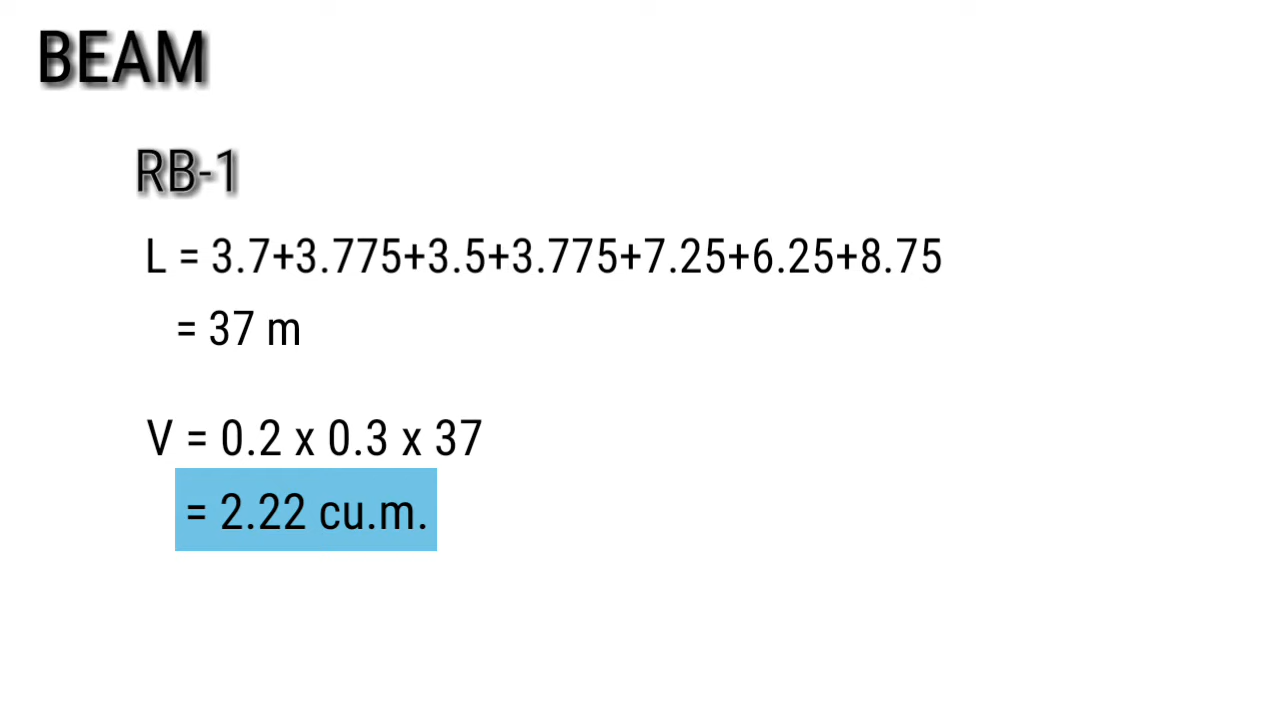 BEAM
RB-1
L = 3.7+3.775+3.5+3.775+7.25+6.25+8.75
= 37 m
V = 0.2 x 0.3 x 37
= 2.22 cu.m.